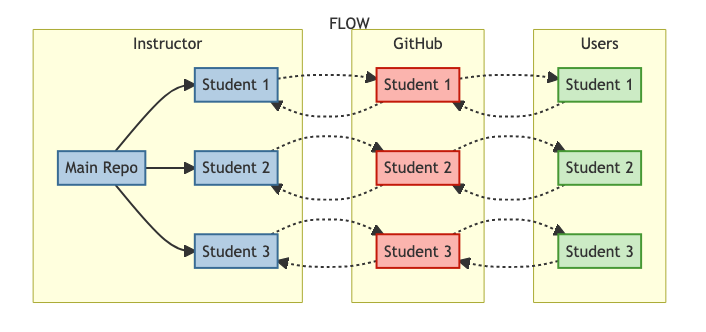 FLOW
Instructor
GitHub
Users
Student 1
Student 1
Student 1
Main Repo
Student 2
Student 2
Student 2
Student 3
Student 3
Student 3